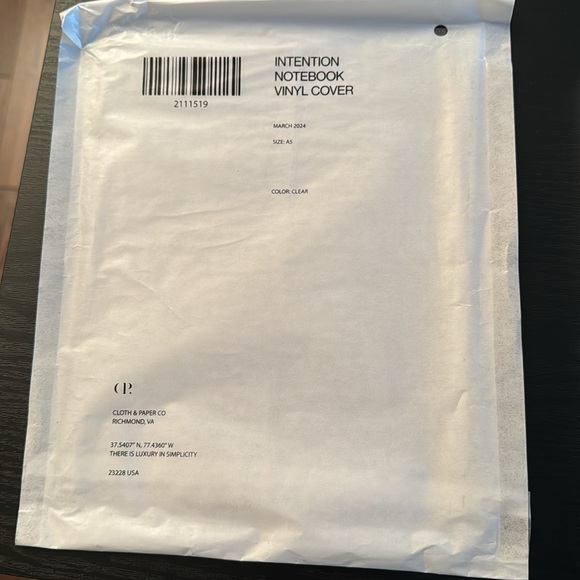 2111519
INTENTION
NOTEBOOK
VINYL COVER
MARCH 2024
SIZE: A5
COLOR: CLEAR
CP.
CLOTH & PAPER CO
RICHMOND, VA
37.5407° N, 77.4360° W
THERE IS LUXURY IN SIMPLICITY
23228 USA